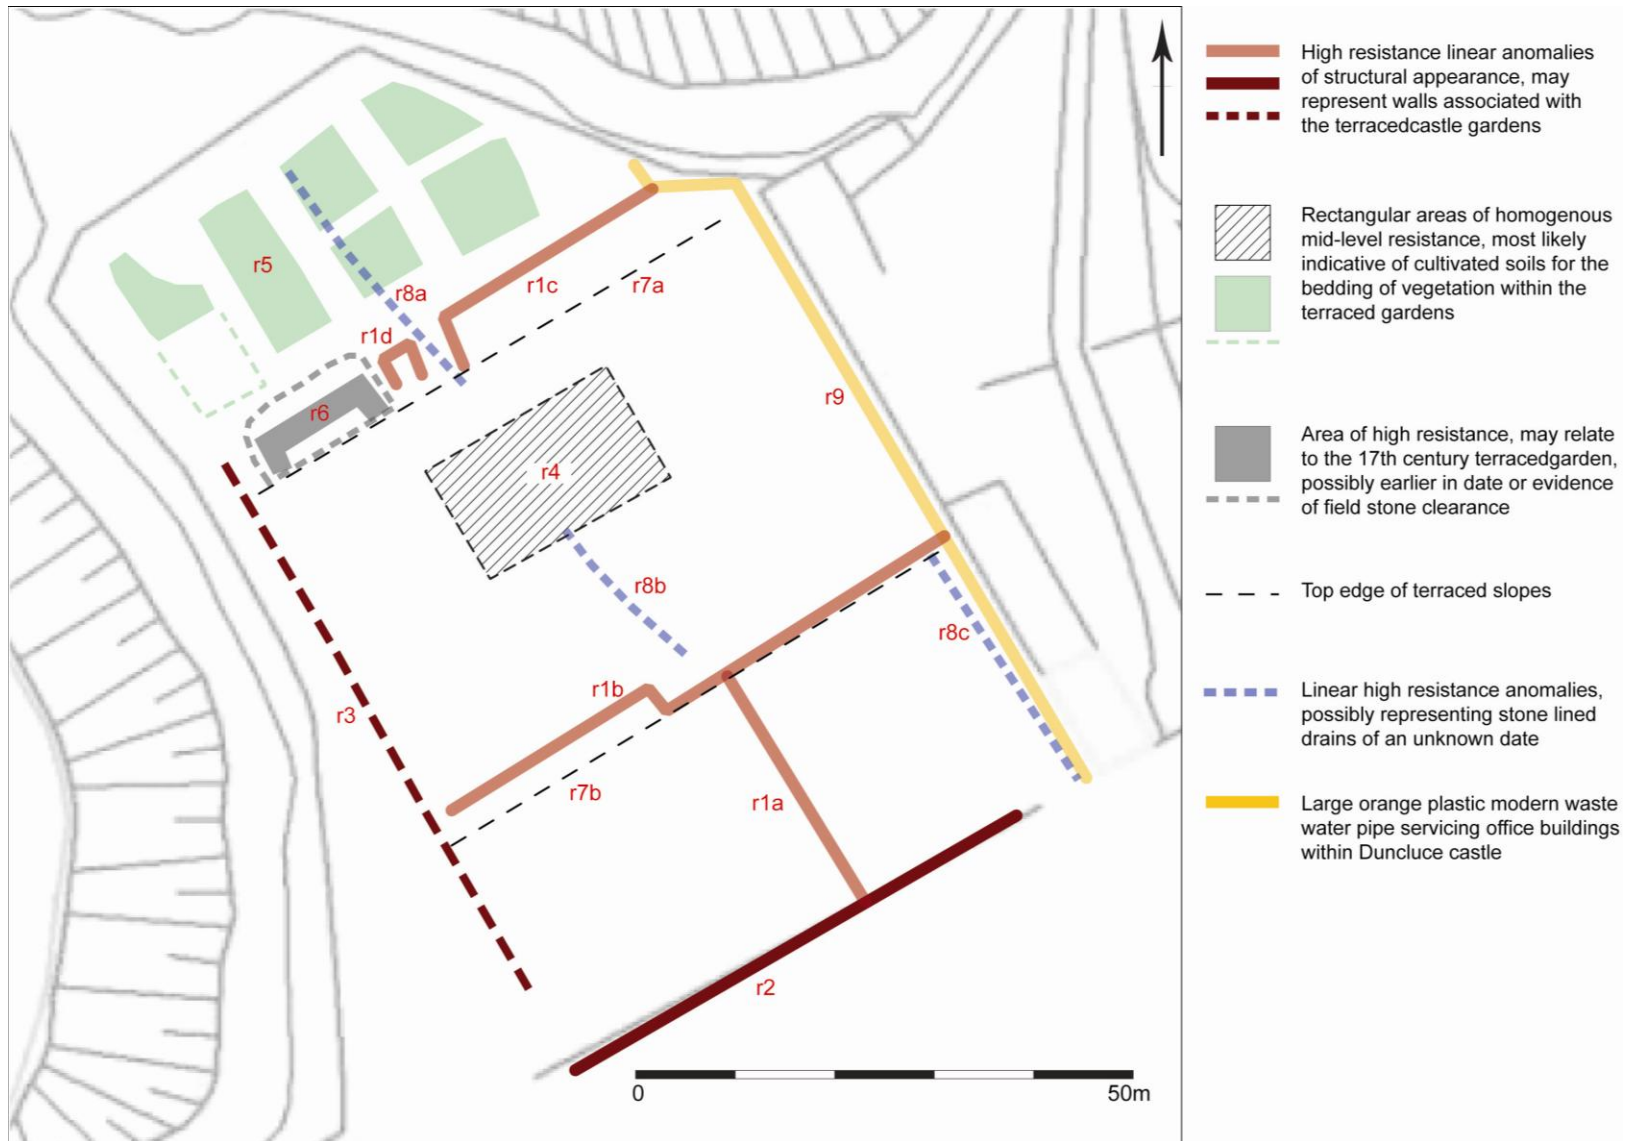 High resistance linear anomalies
of structural appearance, may
represent walls associated with
the terracedcastle gardens
Rectangular areas of homogenous
mid-level resistance, most likely
indicative of cultivated soils for the
bedding of vegetation within the
terraced gardens
Area of high resistance, may relate
to the 17th century terracedgarden,
possibly earlier in date or evidence
of field stone clearance
Top edge of terraced slopes
Linear high resistance anomalies,
possibly representing stone lined
drains of an unknown date
Large orange plastic modern waste
water pipe servicing office buildings
within Duncluce castle
r5
r8a
r1c
r7a
r1d
r6
r9
r4
r8b
r8c
r1b
r3
r7b
r1a
r2
0
50m